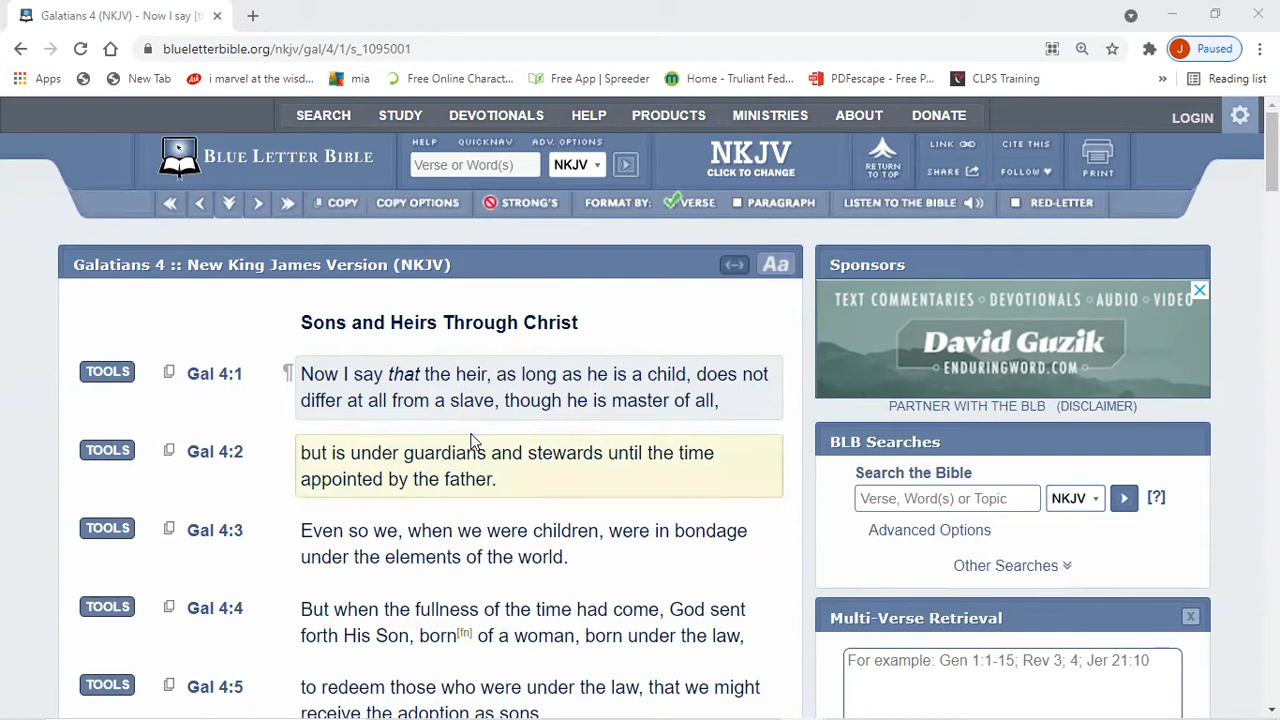 Galatians 4 (NKJV) - Now I say [th
blueletterbible.org/nkjv/gal/4/1/s_1095001
J Paused
Apps New Tab i marvel at the wisd... mia Free Online Charact... Free App | Spreeder Home - Truliant Fed... PDFescape - Free P... CLPS Training » Reading list
SEARCH STUDY DEVOTIONALS HELP PRODUCTS MINISTRIES ABOUT DONATE LOGIN
HELP QUICKNAV ADV. OPTIONS
BLUE LETTER BIBLE Verse or Word(s) NKJV
NKJV
CLICK TO CHANGE
RETURN
TO TOP
LINK CITE THIS
SHARE FOLLOW PRINT
COPY COPY OPTIONS STRONG'S FORMAT BY: VERSE PARAGRAPH LISTEN TO THE BIBLE RED-LETTER
Galatians 4 :: New King James Version (NKJV) Aa
Sons and Heirs Through Christ
TOOLS Gal 4:1 ¶ Now I say that the heir, as long as he is a child, does not
differ at all from a slave, though he is master of all,
TOOLS Gal 4:2 but is under guardians and stewards until the time
appointed by the father.
TOOLS Gal 4:3 Even so we, when we were children, were in bondage
under the elements of the world.
TOOLS Gal 4:4 But when the fullness of the time had come, God sent
forth His Son, born[fn] of a woman, born under the law,
TOOLS Gal 4:5 to redeem those who were under the law, that we might
receive the adoption as sons.
Sponsors
TEXT COMMENTARIES • DEVOTIONALS • AUDIO • VIDEO
David Guzik
ENDURINGWORD.COM
PARTNER WITH THE BLB (DISCLAIMER)
BLB Searches
Search the Bible
Verse, Word(s) or Topic NKJV [?]
Advanced Options
Other Searches
Multi-Verse Retrieval X
For example: Gen 1:1-15; Rev 3; 4; Jer 21:10